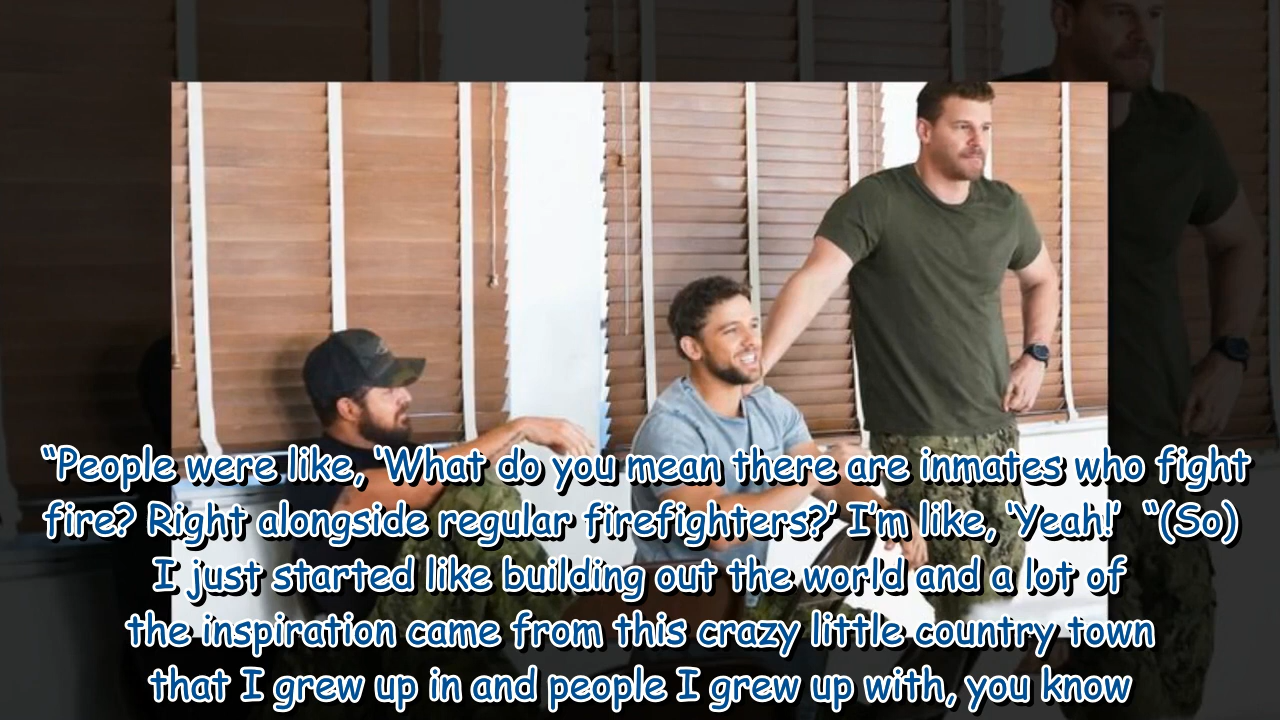 “People were like, ‘What do you mean there are inmates who fight
fire? Right alongside regular firefighters?’ I’m like, ‘Yeah!’  “(So)
I just started like building out the world and a lot of
the inspiration came from this crazy little country town
that I grew up in and people I grew up with, you know